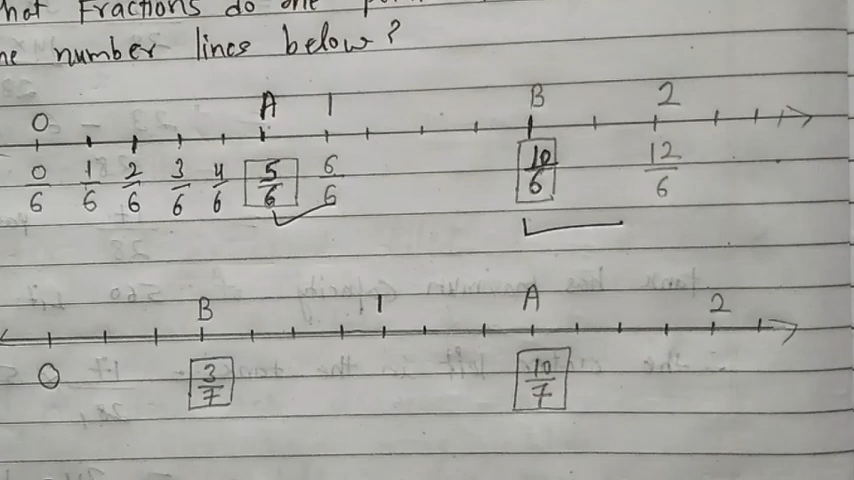 hat Fractions do the
number lines below?
0 A 1 B 2
0/6 1/6 2/6 3/6 4/6 5/6 6/6 10/6 12/6
B 1 A 2
0 3/7 10/7